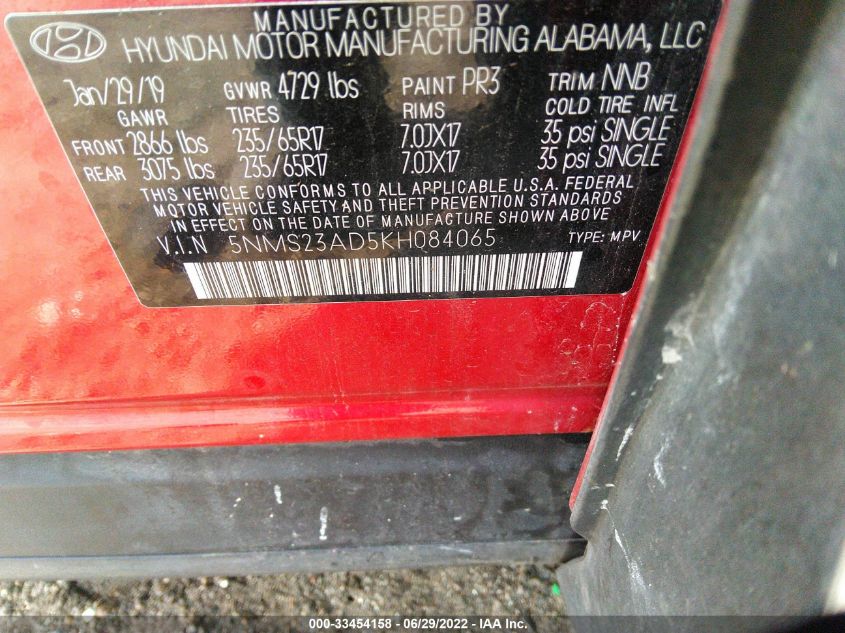 MANUFACTURED BY
HYUNDAI MOTOR MANUFACTURING ALABAMA, LLC
Jan/29/19 GVWR 4729 lbs PAINT PR3 TRIM NNB
GAWR TIRES RIMS COLD TIRE INFL
FRONT 2866 lbs 235/65R17 7.0JX17 35 psi SINGLE
REAR 3075 lbs 235/65R17 7.0JX17 35 psi SINGLE
THIS VEHICLE CONFORMS TO ALL APPLICABLE U.S.A. FEDERAL
MOTOR VEHICLE SAFETY AND THEFT PREVENTION STANDARDS
IN EFFECT ON THE DATE OF MANUFACTURE SHOWN ABOVE
V.I.N 5NMS23AD5KH084065 TYPE: MPV
000-33454158 - 06/29/2022 - IAA Inc.